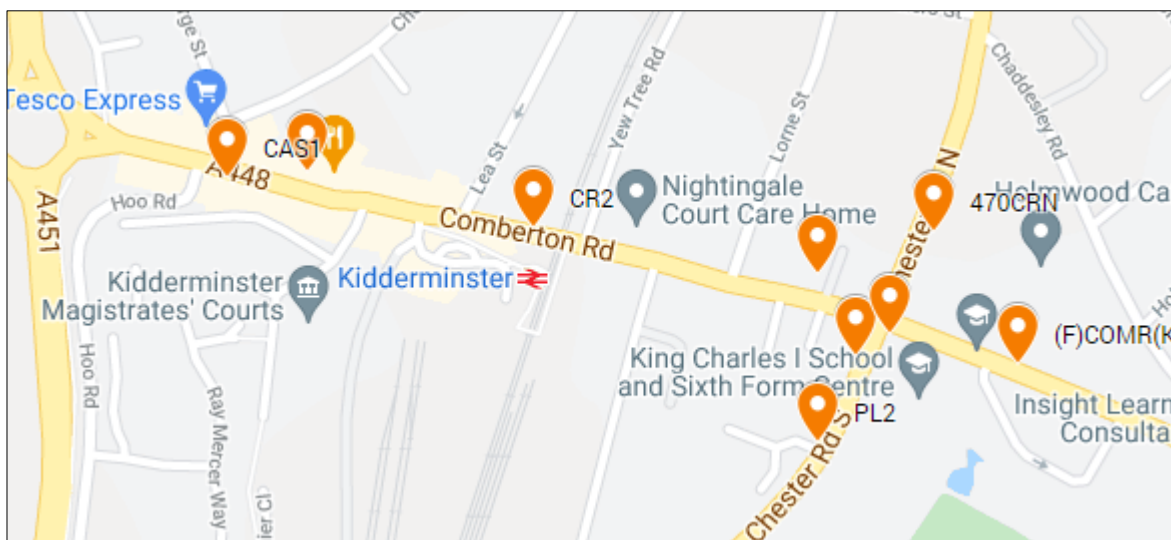 Tesco Express
CAS1
A448
Hoo Rd
A451
Lea St
Yew Tree Rd
Lorne St
Chaddesley Rd
CR2
Nightingale
Court Care Home
470CRN
Comberton Rd
Kidderminster
Kidderminster
Magistrates' Courts
King Charles I School
and Sixth Form Centre
(F)COMR(K
PL2
Insight Learn
Consulta
Hoo Rd
Ray Mercer Way
Chester Rd S